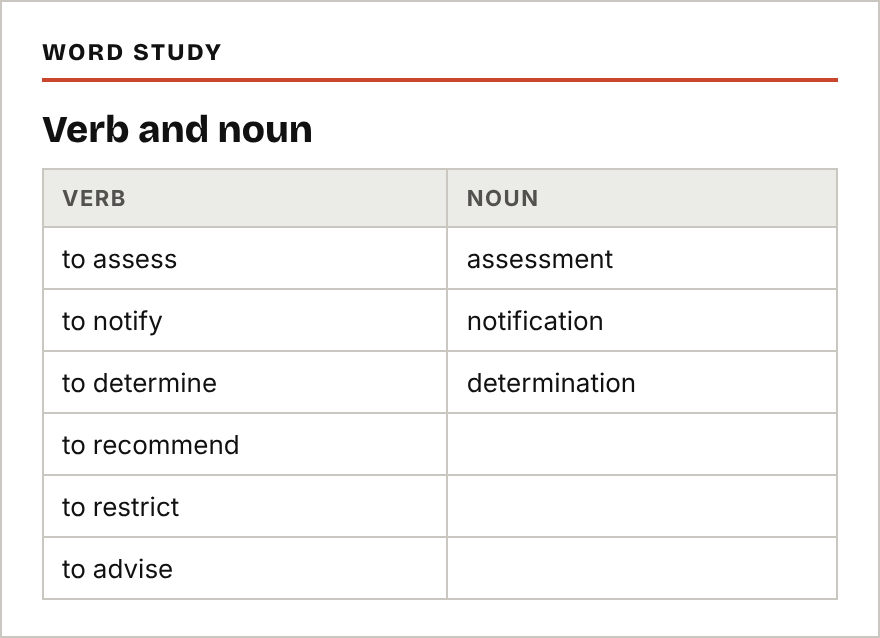 WORD STUDY
Verb and noun
VERB NOUN
to assess assessment
to notify notification
to determine determination
to recommend
to restrict
to advise